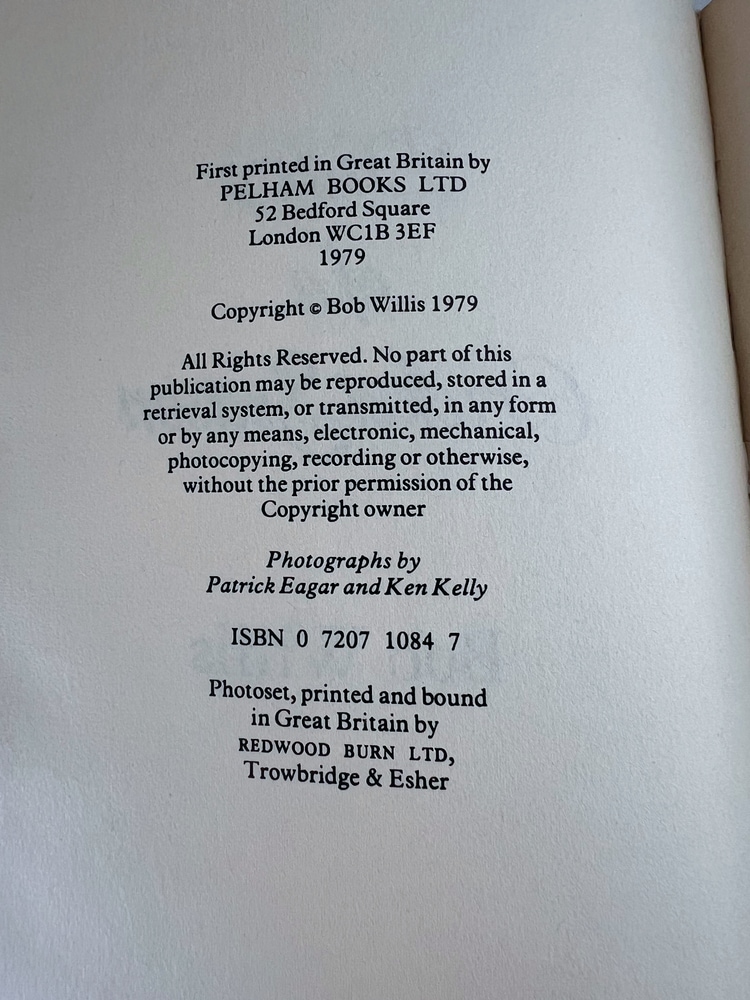 First printed in Great Britain by
PELHAM BOOKS LTD
52 Bedford Square
London WC1B 3EF
1979
Copyright © Bob Willis 1979
All Rights Reserved. No part of this
publication may be reproduced, stored in a
retrieval system, or transmitted, in any form
or by any means, electronic, mechanical,
photocopying, recording or otherwise,
without the prior permission of the
Copyright owner
Photographs by
Patrick Eagar and Ken Kelly
ISBN 0 7207 1084 7
Photoset, printed and bound
in Great Britain by
REDWOOD BURN LTD,
Trowbridge & Esher